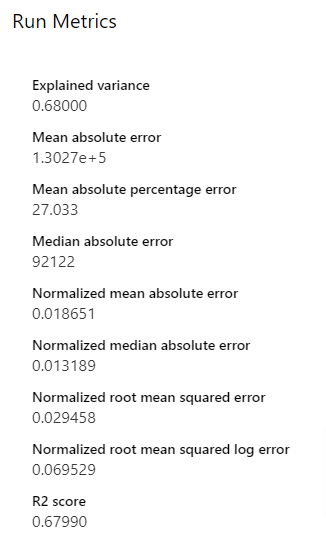 Run Metrics
Explained variance
0.68000
Mean absolute error
1.3027e+5
Mean absolute percentage error
27.033
Median absolute error
92122
Normalized mean absolute error
0.018651
Normalized median absolute error
0.013189
Normalized root mean squared error
0.029458
Normalized root mean squared log error
0.069529
R2 score
0.67990